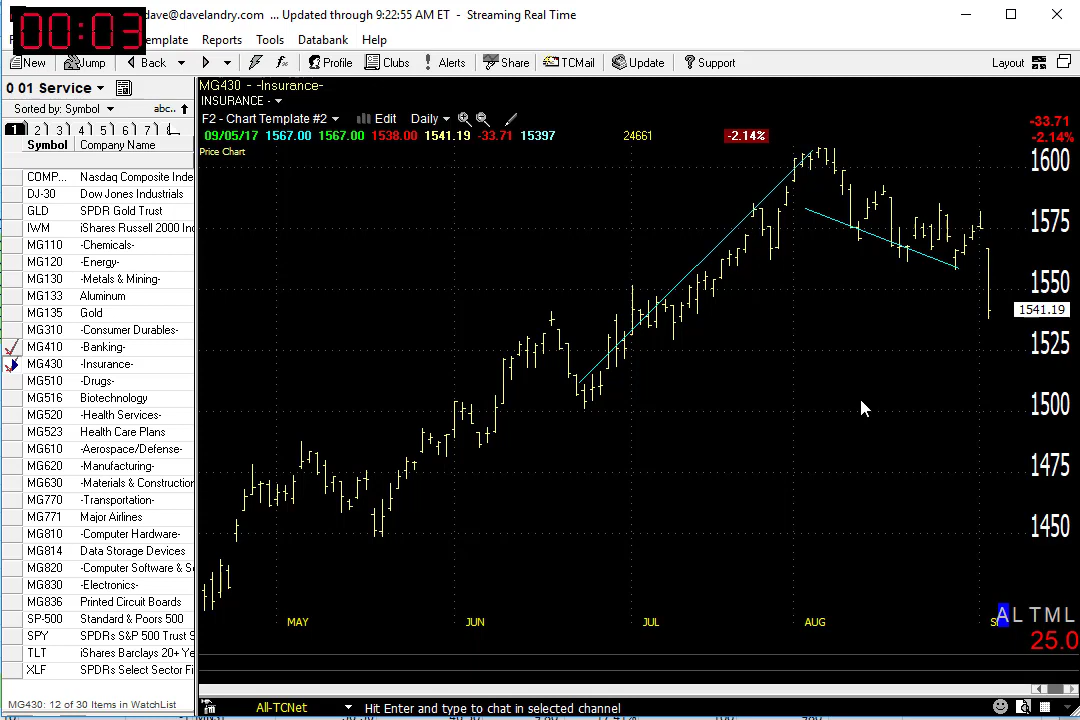 dave@davelandry.com ... Updated through 9:22:55 AM ET - Streaming Real Time
00:03
emplate Reports Tools Databank Help
New Jump Back Profile Clubs Alerts Share TCMail Update Support Layout
0 01 Service
Sorted by: Symbol abc..
1 2 3 4 5 6 7
Symbol Company Name
COMP... Nasdaq Composite Inde
DJ-30 Dow Jones Industrials
GLD SPDR Gold Trust
IWM iShares Russell 2000 Ind
MG110 -Chemicals-
MG120 -Energy-
MG130 -Metals & Mining-
MG133 Aluminum
MG135 Gold
MG310 -Consumer Durables-
MG410 -Banking-
MG430 -Insurance-
MG510 -Drugs-
MG516 Biotechnology
MG520 -Health Services-
MG523 Health Care Plans
MG610 -Aerospace/Defense-
MG620 -Manufacturing-
MG630 -Materials & Construction
MG770 -Transportation-
MG771 Major Airlines
MG810 -Computer Hardware-
MG814 Data Storage Devices
MG820 -Computer Software & Se
MG830 -Electronics-
MG836 Printed Circuit Boards
SP-500 Standard & Poors 500
SPY SPDRs S&P 500 Trust S
TLT iShares Barclays 20+ Ye
XLF SPDRs Select Sector Fi
MG430: 12 of 30 Items in WatchList
MG430 - -Insurance-
INSURANCE -
F2 - Chart Template #2 Edit Daily
09/05/17 1567.00 1567.00 1538.00 1541.19 -33.71 15397 24661 -2.14%
Price Chart
-33.71
-2.14%
1600
1575
1550
1541.19
1525
1500
1475
1450
MAY JUN JUL AUG
A L T M L
25.0
All-TCNet Hit Enter and type to chat in selected channel